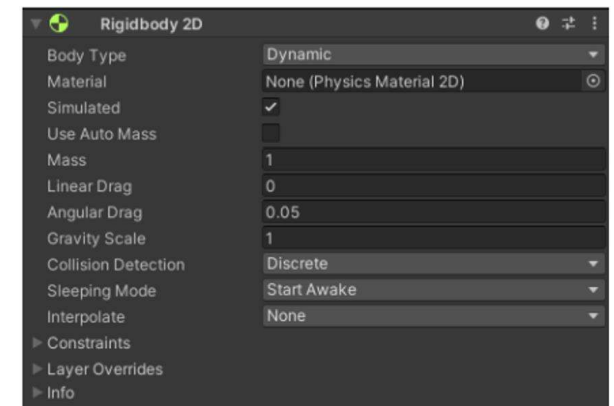 Rigidbody 2D
Body Type Dynamic
Material None (Physics Material 2D)
Simulated
Use Auto Mass
Mass 1
Linear Drag 0
Angular Drag 0.05
Gravity Scale 1
Collision Detection Discrete
Sleeping Mode Start Awake
Interpolate None
Constraints
Layer Overrides
Info